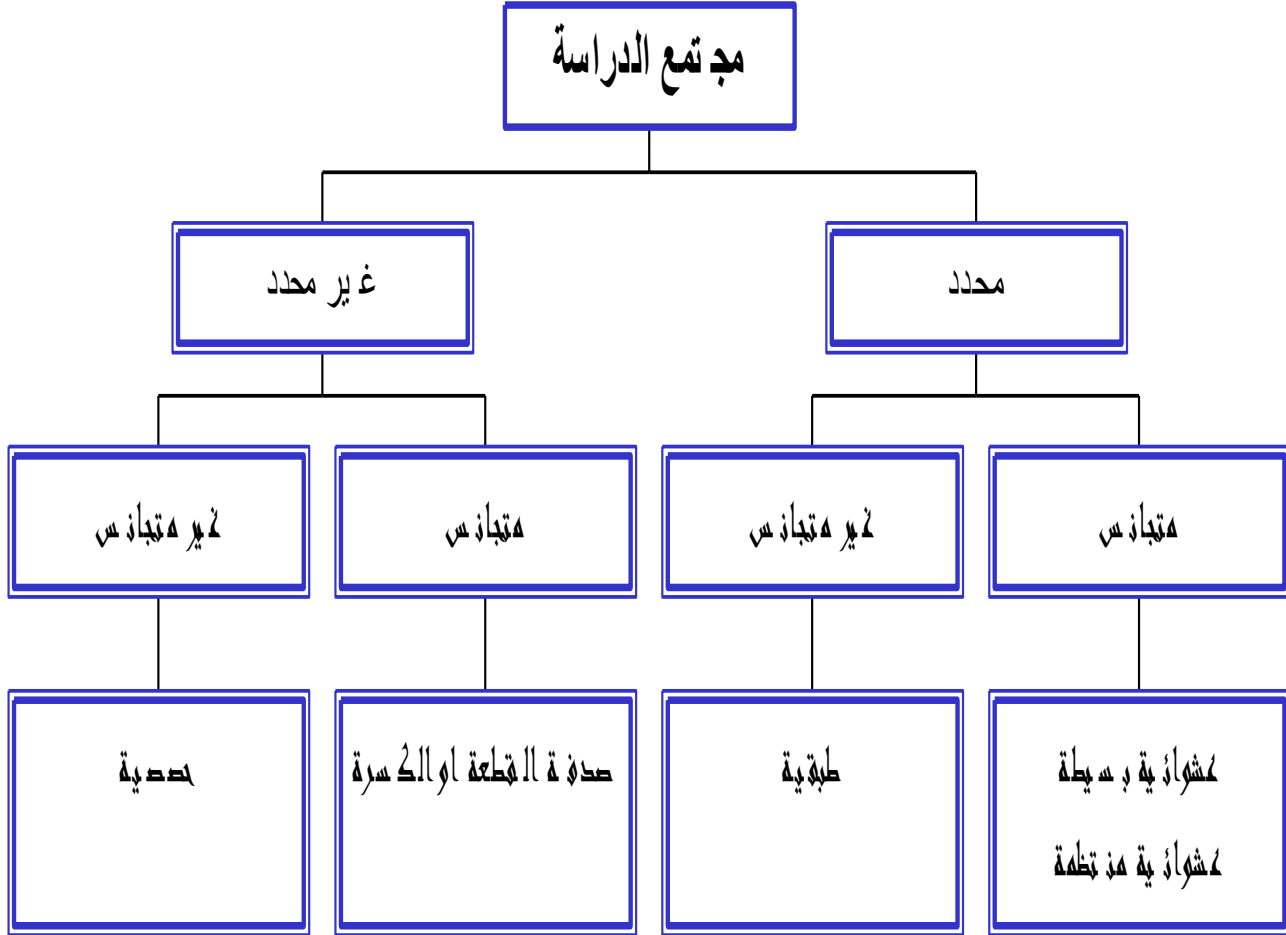 مجتمع الدراسة
محدد
غير محدد
متجانس
غير متجانس
متجانس
غير متجانس
عشوائية بسيطة
عشوائية منتظمة
طبقية
صدفة القطعة او الكسرة
حصصية